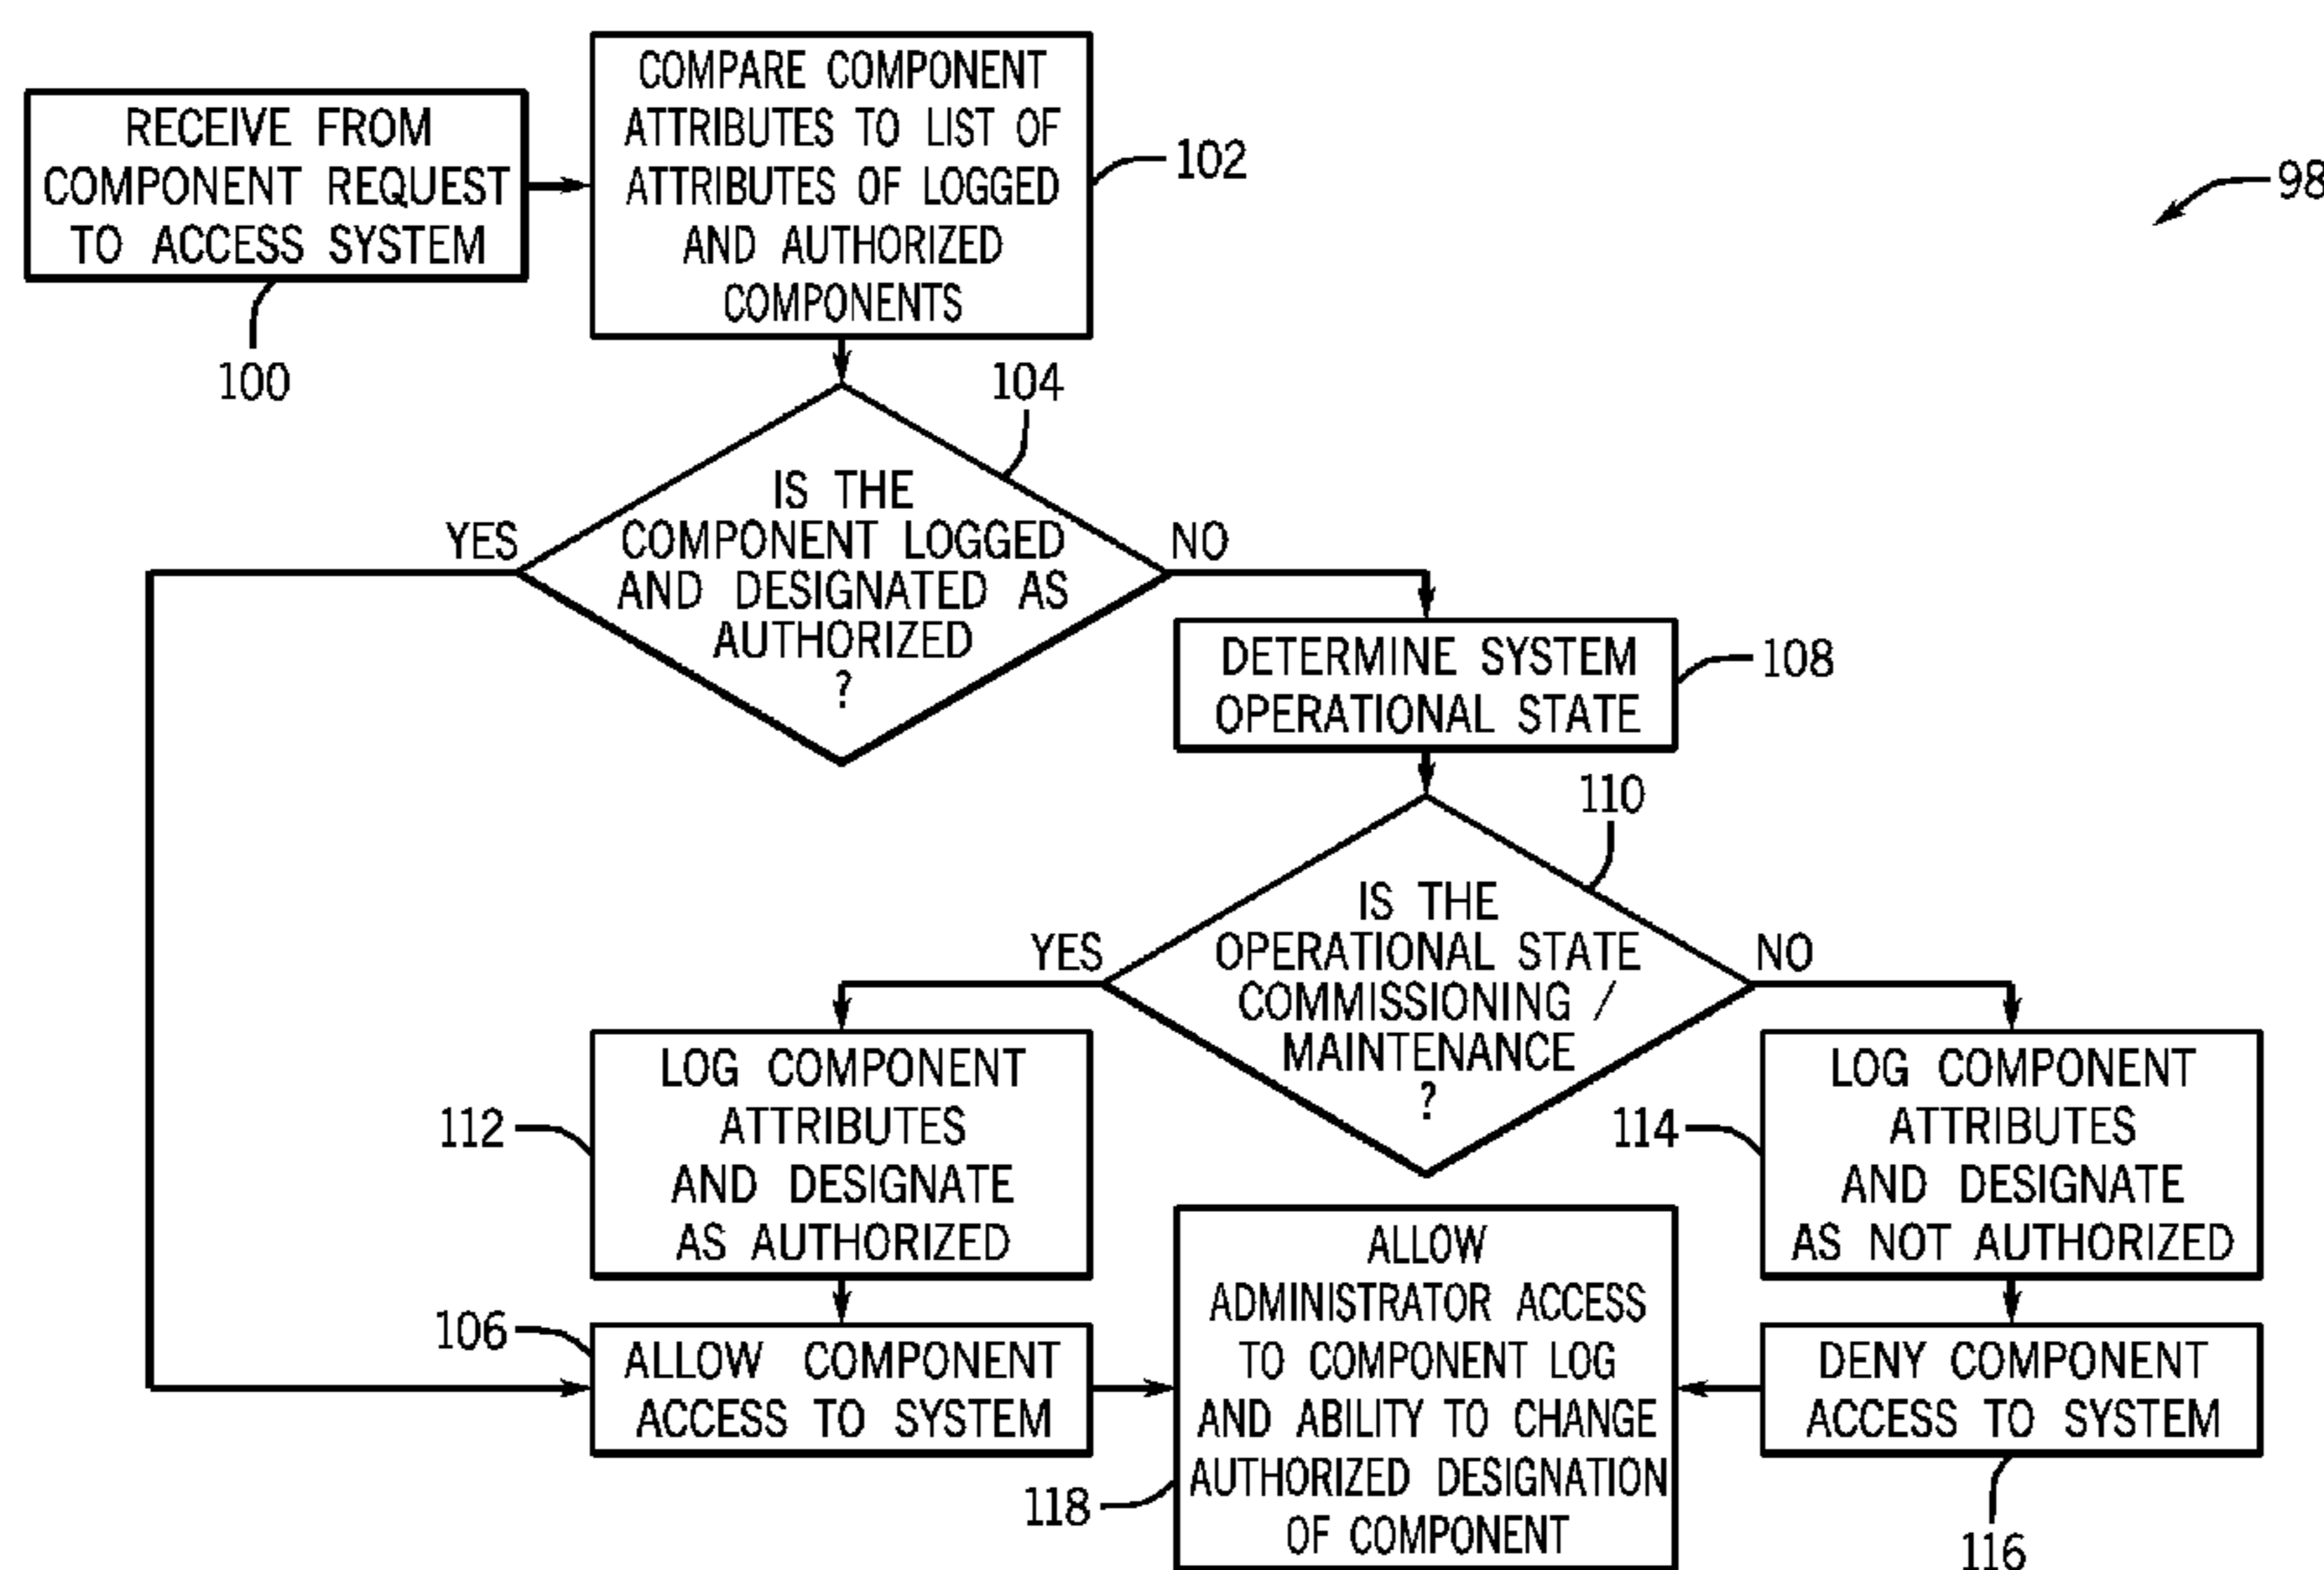 RECEIVE FROM
COMPONENT REQUEST
TO ACCESS SYSTEM
100
COMPARE COMPONENT
ATTRIBUTES TO LIST OF
ATTRIBUTES OF LOGGED
AND AUTHORIZED
COMPONENTS
102
98
104
IS THE
COMPONENT LOGGED
AND DESIGNATED AS
AUTHORIZED
?
YES
NO
DETERMINE SYSTEM
OPERATIONAL STATE
108
110
IS THE
OPERATIONAL STATE
COMMISSIONING /
MAINTENANCE
?
YES
NO
LOG COMPONENT
ATTRIBUTES
AND DESIGNATE
AS AUTHORIZED
112
LOG COMPONENT
ATTRIBUTES
AND DESIGNATE
AS NOT AUTHORIZED
114
106
ALLOW COMPONENT
ACCESS TO SYSTEM
ALLOW
ADMINISTRATOR ACCESS
TO COMPONENT LOG
AND ABILITY TO CHANGE
AUTHORIZED DESIGNATION
OF COMPONENT
118
DENY COMPONENT
ACCESS TO SYSTEM
116